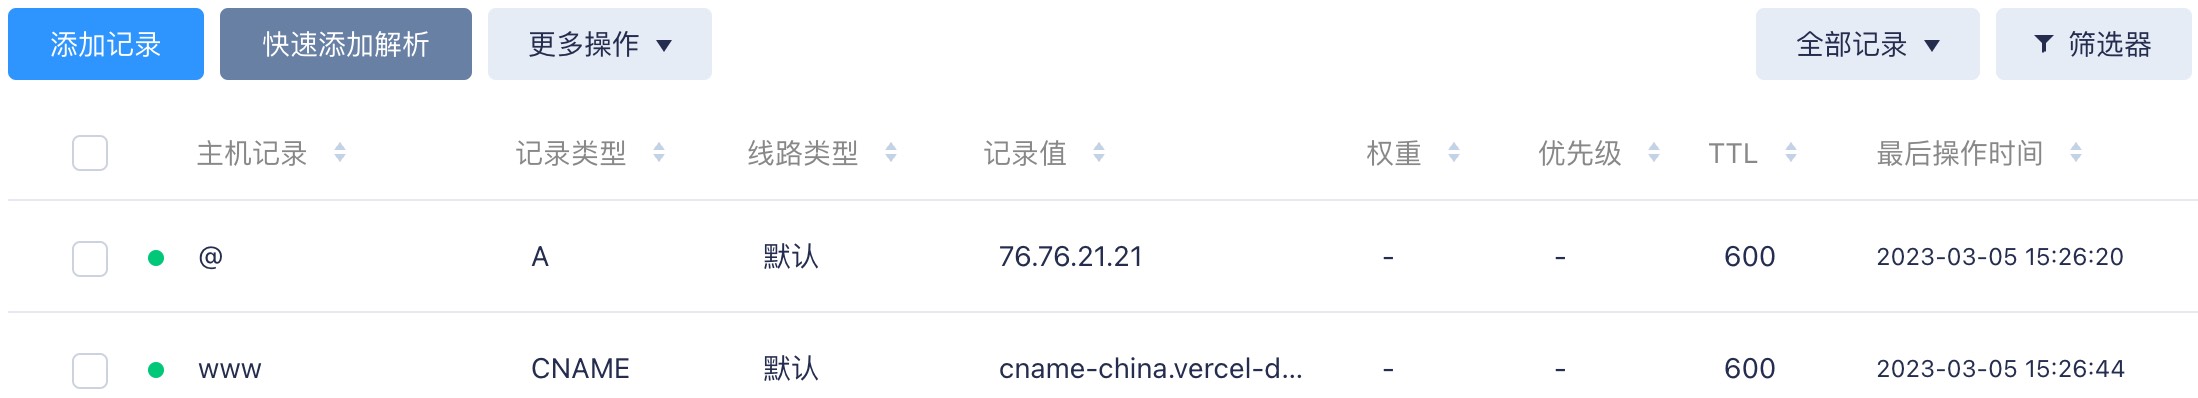 添加记录 快速添加解析 更多操作 全部记录 筛选器
主机记录 记录类型 线路类型 记录值 权重 优先级 TTL 最后操作时间
@ A 默认 76.76.21.21 - - 600 2023-03-05 15:26:20
www CNAME 默认 cname-china.vercel-d... - - 600 2023-03-05 15:26:44